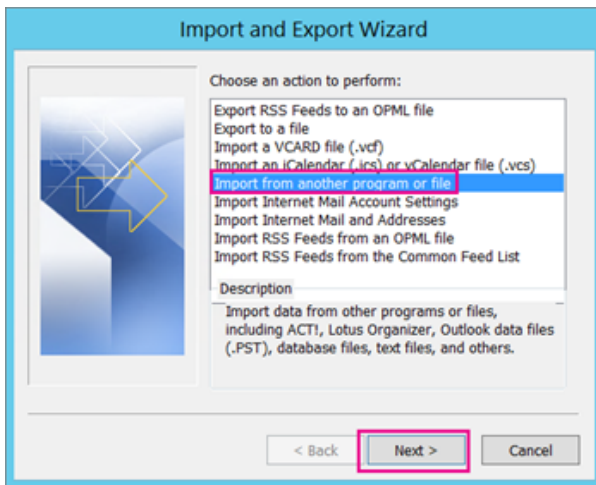 Import and Export Wizard
Choose an action to perform:
Export RSS Feeds to an OPML file
Export to a file
Import a VCARD file (.vcf)
Import an iCalendar (.ics) or vCalendar file (.vcs)
Import from another program or file
Import Internet Mail Account Settings
Import Internet Mail and Addresses
Import RSS Feeds from an OPML file
Import RSS Feeds from the Common Feed List
Description
Import data from other programs or files,
including ACT!, Lotus Organizer, Outlook data files
(.PST), database files, text files, and others.
< Back Next > Cancel